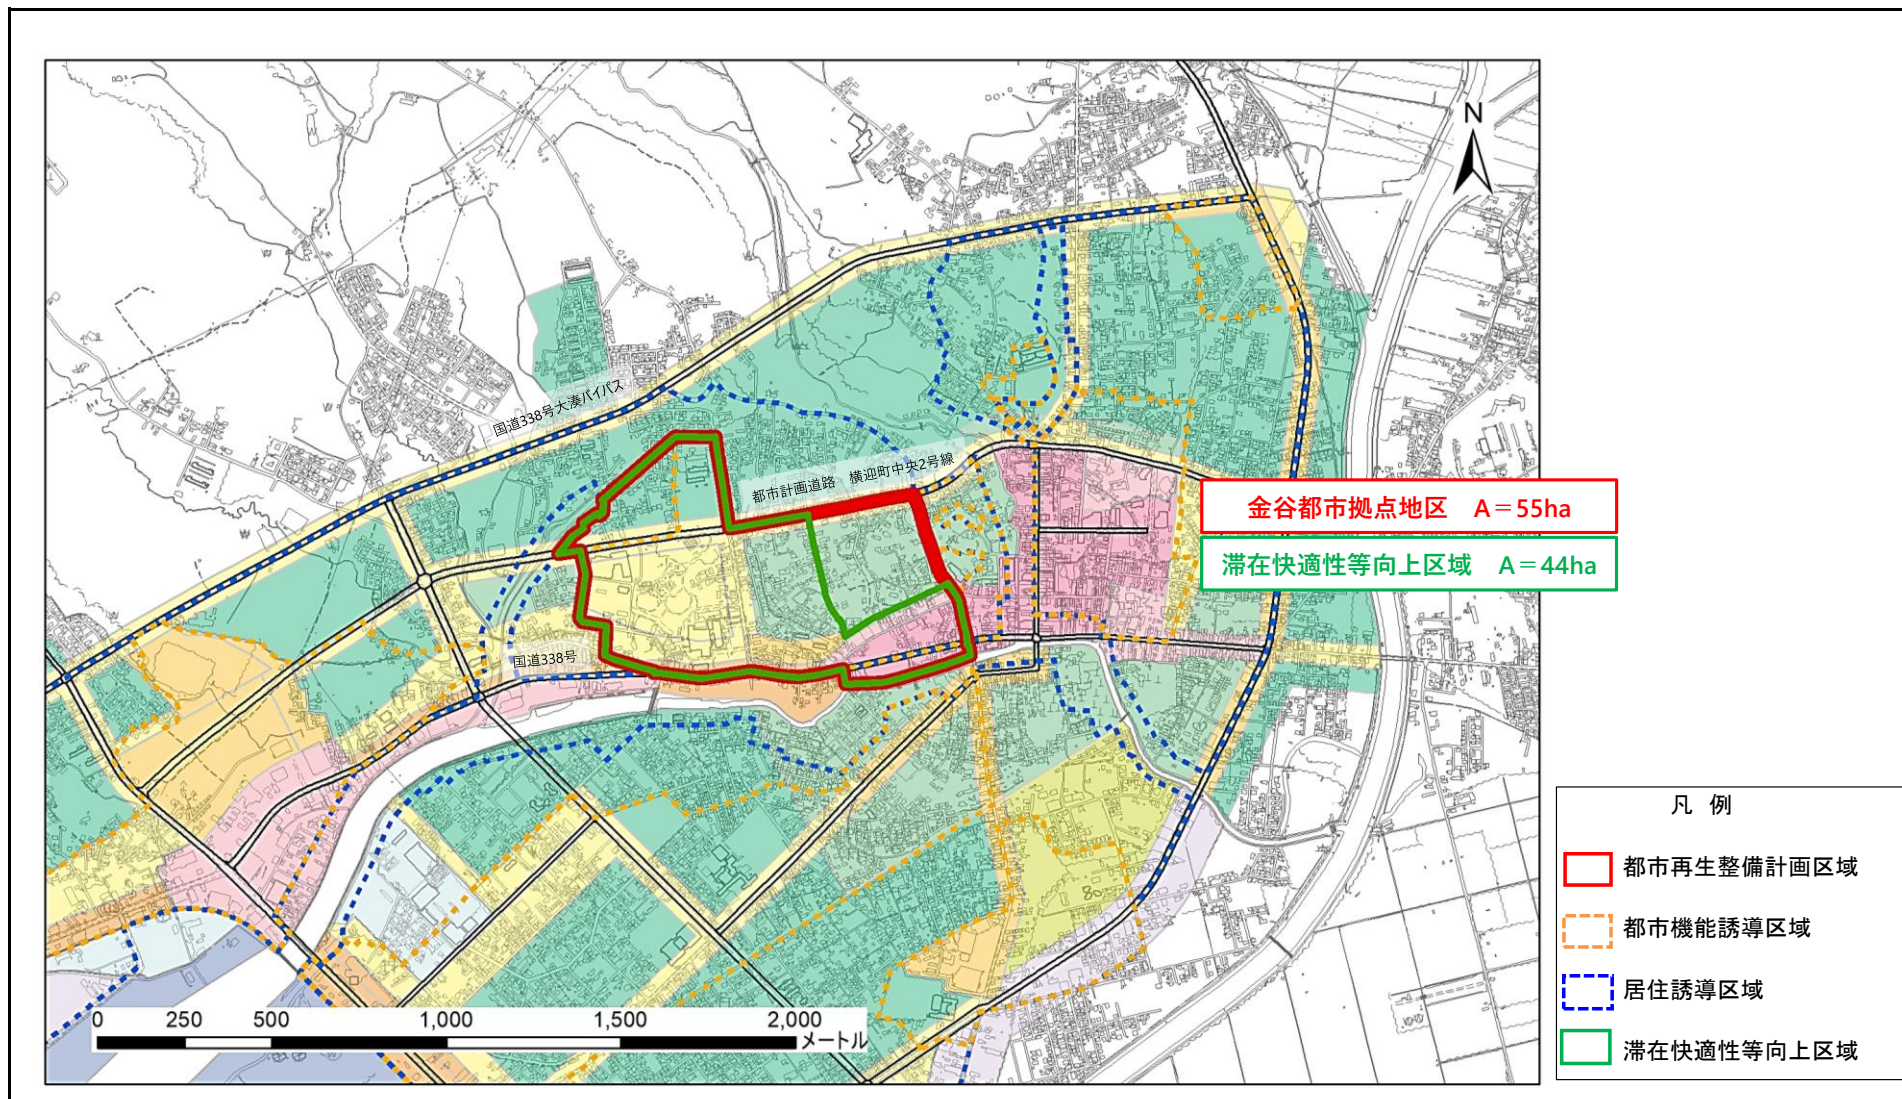 N
国道338号大湊バイパス
都市計画道路 横迎町中央2号線
金谷都市拠点地区 A=55ha
滞在快適性等向上区域 A=44ha
国道338号
凡 例
都市再生整備計画区域
都市機能誘導区域
居住誘導区域
滞在快適性等向上区域
0 250 500 1,000 1,500 2,000
メートル